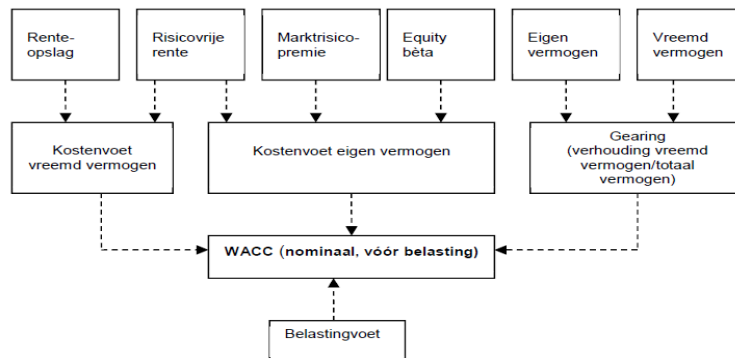 Rente-
opslag
Risicovrije
rente
Marktrisico-
premie
Equity
bèta
Eigen
vermogen
Vreemd
vermogen
Kostenvoet
vreemd vermogen
Kostenvoet eigen vermogen
Gearing
(verhouding vreemd
vermogen/totaal
vermogen)
WACC (nominaal, vóór belasting)
Belastingvoet